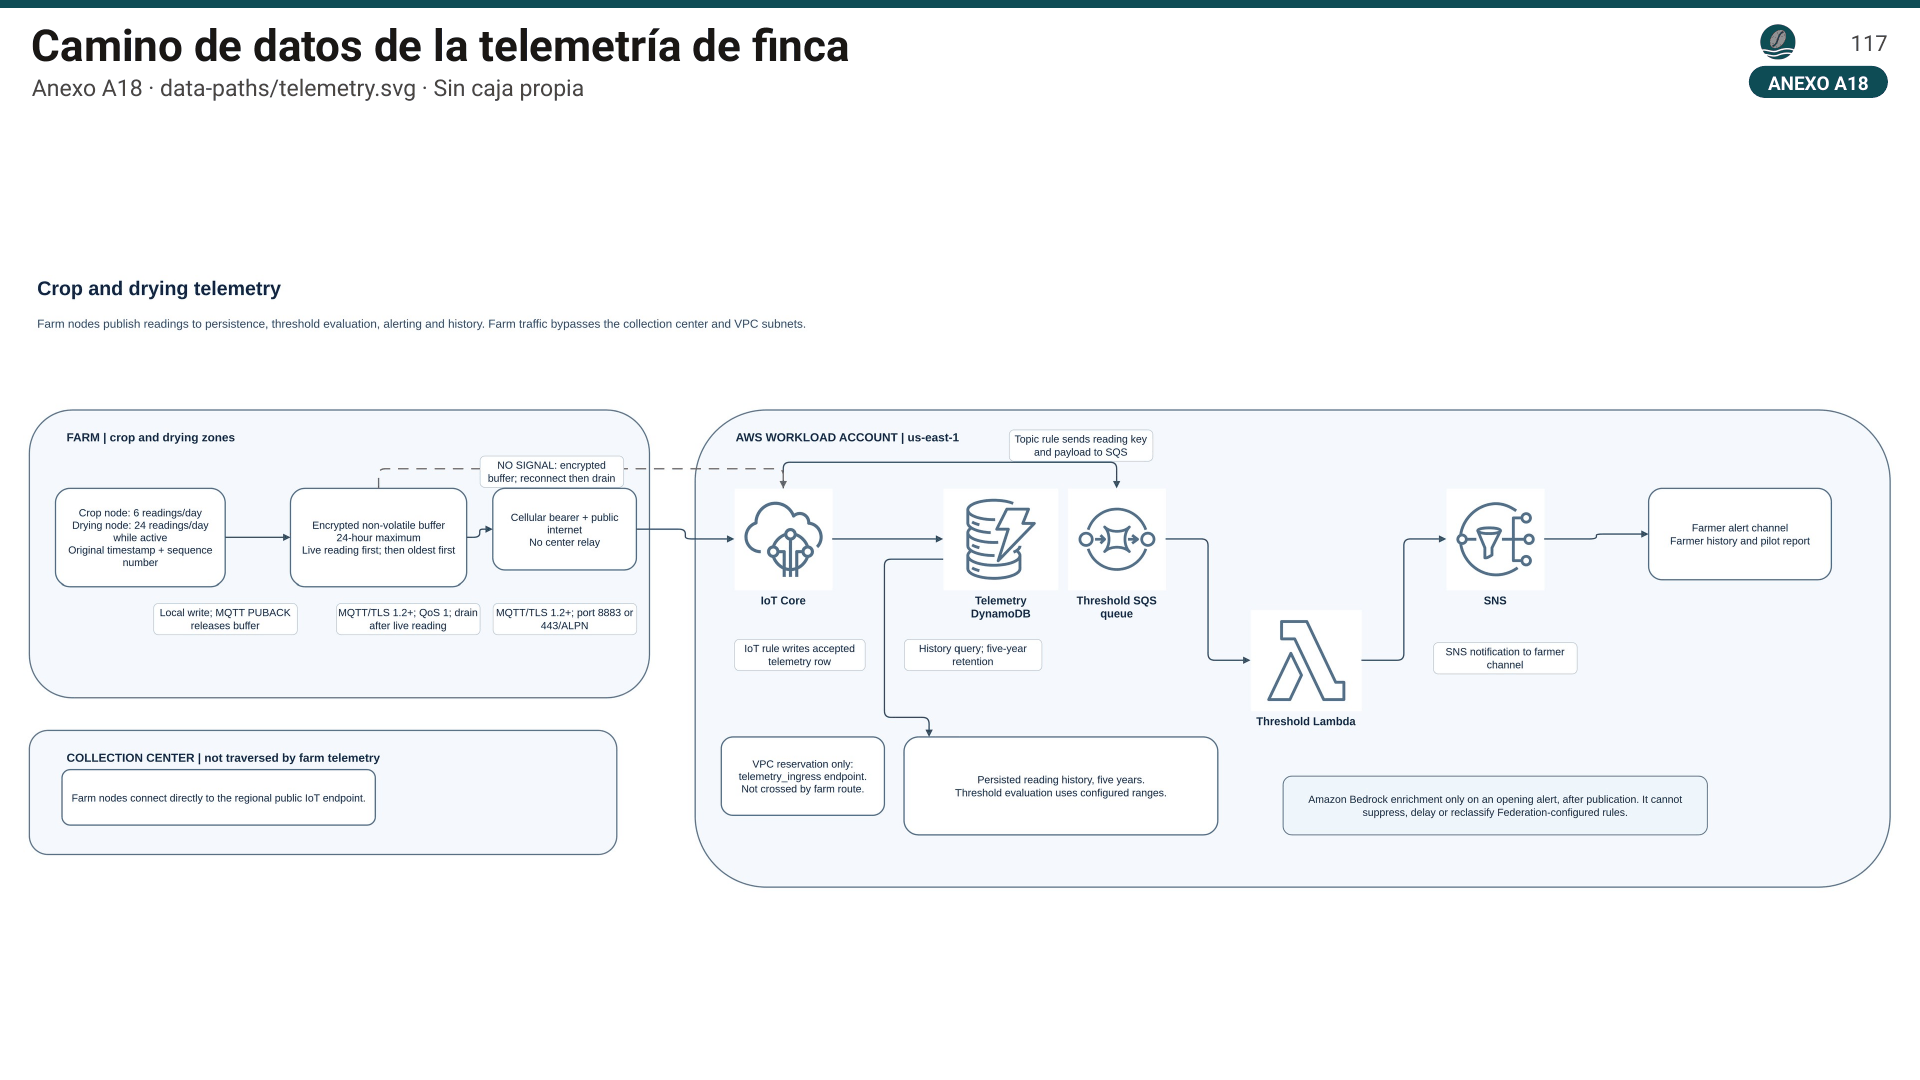 Camino de datos de la telemetría de finca
Anexo A18 · data-paths/telemetry.svg · Sin caja propia
117
ANEXO A18
Crop and drying telemetry
Farm nodes publish readings to persistence, threshold evaluation, alerting and history. Farm traffic bypasses the collection center and VPC subnets.
FARM | crop and drying zones
NO SIGNAL: encrypted
buffer; reconnect then drain
Crop node: 6 readings/day
Drying node: 24 readings/day
while active
Original timestamp + sequence
number
Encrypted non-volatile buffer
24-hour maximum
Live reading first; then oldest first
Cellular bearer + public
internet
No center relay
Local write; MQTT PUBACK
releases buffer
MQTT/TLS 1.2+; QoS 1; drain
after live reading
MQTT/TLS 1.2+; port 8883 or
443/ALPN
COLLECTION CENTER | not traversed by farm telemetry
Farm nodes connect directly to the regional public IoT endpoint.
AWS WORKLOAD ACCOUNT | us-east-1
Topic rule sends reading key
and payload to SQS
IoT Core
Telemetry
DynamoDB
Threshold SQS
queue
SNS
Farmer alert channel
Farmer history and pilot report
IoT rule writes accepted
telemetry row
History query; five-year
retention
SNS notification to farmer
channel
Threshold Lambda
VPC reservation only:
telemetry_ingress endpoint.
Not crossed by farm route.
Persisted reading history, five years.
Threshold evaluation uses configured ranges.
Amazon Bedrock enrichment only on an opening alert, after publication. It cannot
suppress, delay or reclassify Federation-configured rules.